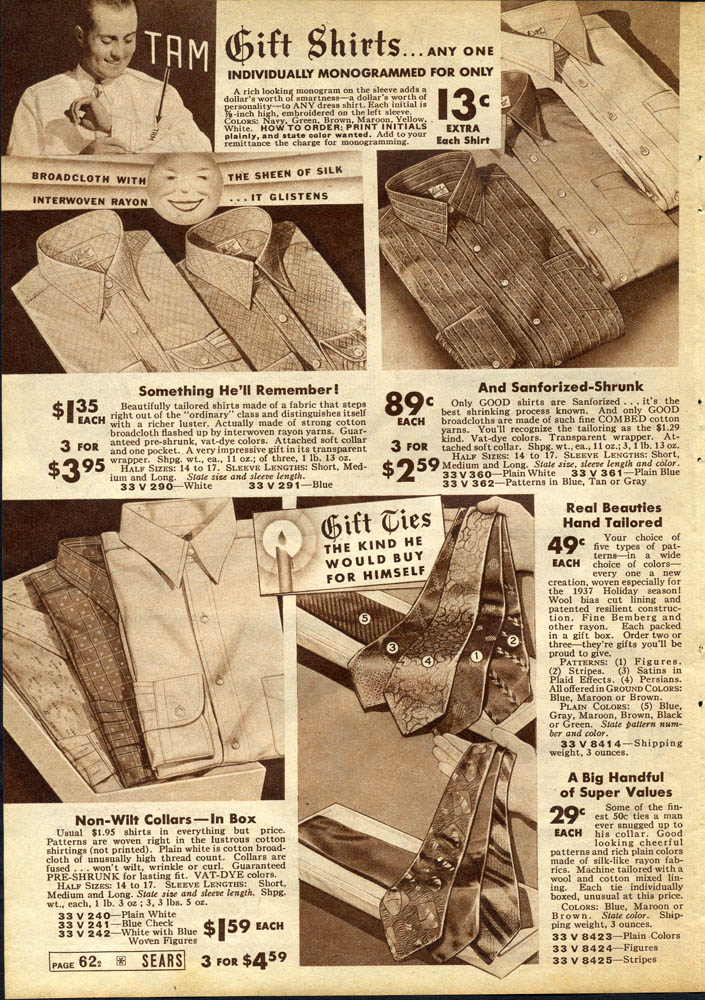 TAM
Gift Shirts... ANY ONE
INDIVIDUALLY MONOGRAMMED FOR ONLY
A rich looking monogram on the sleeve adds a
dollar's worth of smartness—a dollar's worth of
personality—to ANY dress shirt. Each initial is
⅞-inch high, embroidered on the left sleeve.
COLORS: Navy, Green, Brown, Maroon, Yellow,
White. HOW TO ORDER: PRINT INITIALS
plainly, and state color wanted. Add to your
remittance the charge for monogramming.
13c
EXTRA
Each Shirt
BROADCLOTH WITH
INTERWOVEN RAYON
THE SHEEN OF SILK
...IT GLISTENS
Something He'll Remember!
$1.35
EACH
3 FOR
$3.95
Beautifully tailored shirts made of a fabric that steps
right out of the "ordinary" class and distinguishes itself
with a richer luster. Actually made of strong cotton
broadcloth flashed up by interwoven rayon yarns. Guar-
anteed pre-shrunk, vat-dye colors. Attached soft collar
and one pocket. A very impressive gift in its transparent
wrapper. Shpg. wt., ea., 11 oz.; of three, 1 lb. 13 oz.
HALF SIZES: 14 to 17. SLEEVE LENGTHS: Short, Med-
ium and Long. State size and sleeve length.
33 V 290—White 33 V 291—Blue
And Sanforized-Shrunk
89c
EACH
3 FOR
$2.59
Only GOOD shirts are Sanforized . . . it's the
best shrinking process known. And only GOOD
broadcloths are made of such fine COMBED cotton
yarns. You'll recognize the tailoring as the $1.29
kind. Vat-dye colors. Transparent wrapper. At-
tached soft collar. Shpg. wt., ea., 11 oz.; 3, 1 lb. 13 oz.
HALF SIZES: 14 to 17. SLEEVE LENGTHS: Short,
Medium and Long. State size, sleeve length and color.
33 V 360—Plain White 33 V 361—Plain Blue
33 V 362—Patterns in Blue, Tan or Gray
Gift Ties
THE KIND HE
WOULD BUY
FOR HIMSELF
5
3
4
1
2
Real Beauties
Hand Tailored
49c
EACH
Your choice of
five types of pat-
terns—in a wide
choice of colors—
every one a new
creation, woven especially for
the 1937 Holiday season!
Wool bias cut lining and
patented resilient construc-
tion. Fine Bemberg and
other rayon. Each packed
in a gift box. Order two or
three—they're gifts you'll be
proud to give.
PATTERNS: (1) Figures.
(2) Stripes. (3) Satins in
Plaid Effects. (4) Persians.
All offered in GROUND COLORS:
Blue, Maroon or Brown.
PLAIN COLORS: (5) Blue,
Gray, Maroon, Brown, Black
or Green. State pattern num-
ber and color.
33 V 8414—Shipping
weight, 3 ounces.
A Big Handful
of Super Values
29c
EACH
Some of the fin-
est 50c ties a man
ever snugged up to
his collar. Good
looking cheerful
patterns and rich plain colors
made of silk-like rayon fab-
rics. Machine tailored with a
wool and cotton mixed lin-
ing. Each tie individually
boxed, unusual at this price.
COLORS: Blue, Maroon or
Brown. State color. Ship-
ping weight, 3 ounces.
33 V 8423—Plain Colors
33 V 8424—Figures
33 V 8425—Stripes
Non-Wilt Collars—In Box
Usual $1.95 shirts in everything but price.
Patterns are woven right in the lustrous cotton
shirtings (not printed). Plain white is cotton broad-
cloth of unusually high thread count. Collars are
fused . . . won't wilt, wrinkle or curl. Guaranteed
PRE-SHRUNK for lasting fit. VAT-DYE colors.
HALF SIZES: 14 to 17. SLEEVE LENGTHS: Short,
Medium and Long. State size and sleeve length. Shpg.
wt., each, 1 lb. 3 oz ; 3, 3 lbs. 5 oz.
33 V 240—Plain White
33 V 241—Blue Check
33 V 242—White with Blue
Woven Figures
$1.59 EACH
3 FOR $4.59
PAGE 62₂ SEARS